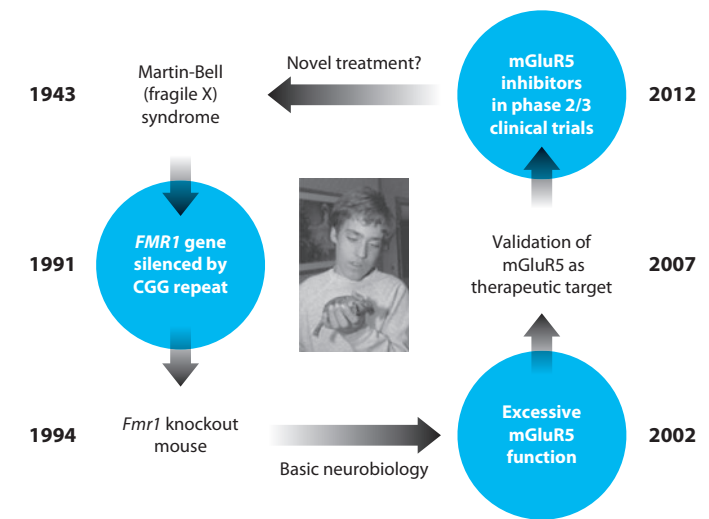 1943
Martin-Bell
(fragile X)
syndrome
Novel treatment?
mGluR5
inhibitors
in phase 2/3
clinical trials
2012
1991
FMR1 gene
silenced by
CGG repeat
Validation of
mGluR5 as
therapeutic target
2007
1994
Fmr1 knockout
mouse
Basic neurobiology
Excessive
mGluR5
function
2002